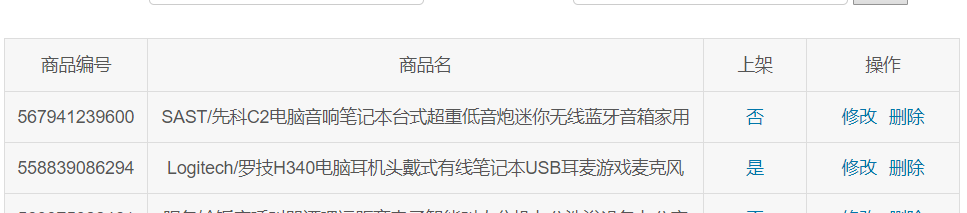 商品编号 商品名 上架 操作
567941239600 SAST/先科C2电脑音响笔记本台式超重低音炮迷你无线蓝牙音箱家用 否 修改 删除
558839086294 Logitech/罗技H340电脑耳机头戴式有线笔记本USB耳麦游戏麦克风 是 修改 删除